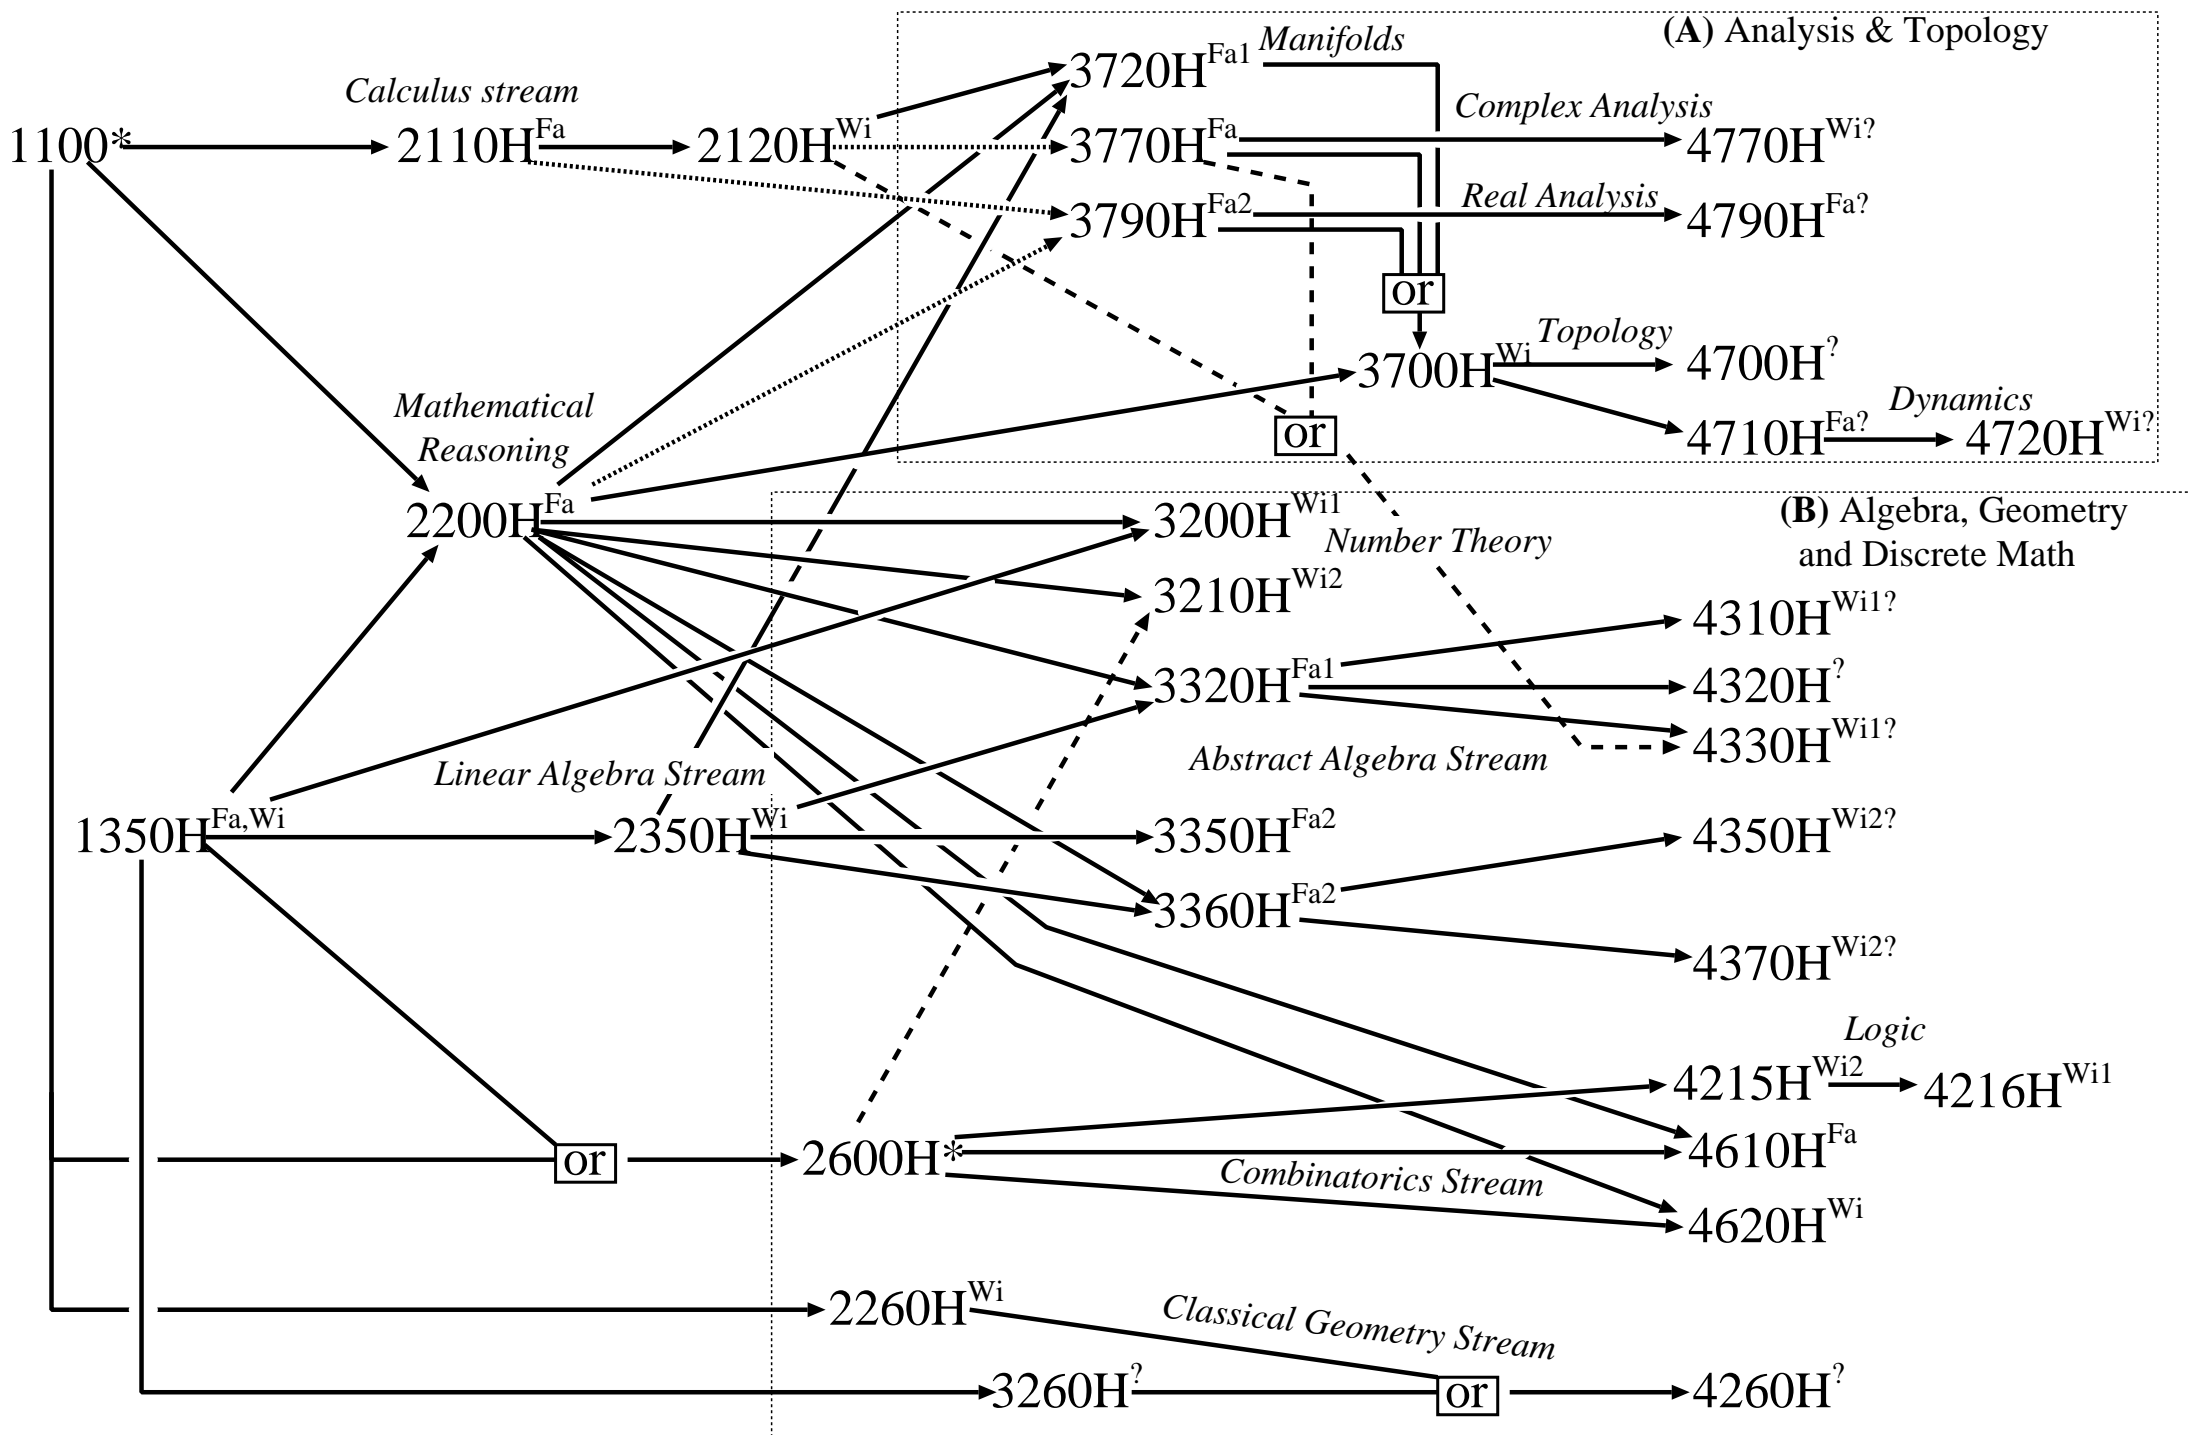 (A) Analysis & Topology
Manifolds
3720H^Fa1
Calculus stream
Complex Analysis
1100*
2110H^Fa
2120H^Wi
3770H^Fa
4770H^Wi?
Real Analysis
3790H^Fa2
4790H^Fa?
or
Topology
3700H^Wi
4700H^?
Mathematical
Reasoning
Dynamics
or
4710H^Fa?
4720H^Wi?
2200H^Fa
3200H^Wi1
(B) Algebra, Geometry
and Discrete Math
Number Theory
3210H^Wi2
4310H^Wi1?
3320H^Fa1
4320H^?
4330H^Wi1?
Linear Algebra Stream
Abstract Algebra Stream
1350H^Fa,Wi
2350H^Wi
3350H^Fa2
4350H^Wi2?
3360H^Fa2
4370H^Wi2?
Logic
4215H^Wi2
4216H^Wi1
or
2600H*
4610H^Fa
Combinatorics Stream
4620H^Wi
2260H^Wi
Classical Geometry Stream
3260H^?
or
4260H^?